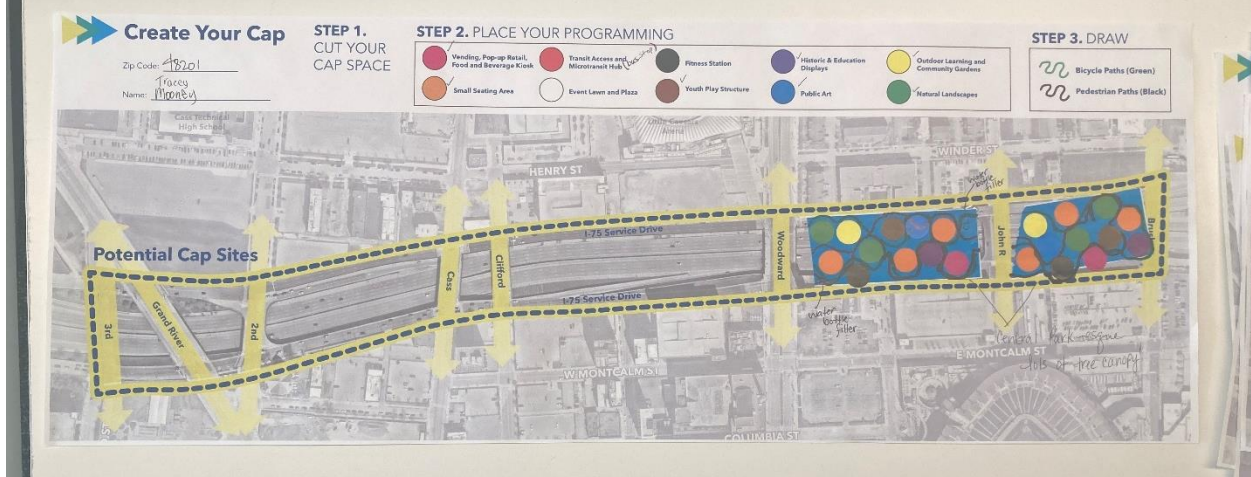 Create Your Cap
Zip Code: 48201
Name: Tracey
Mooney
STEP 1.
CUT YOUR
CAP SPACE
STEP 2. PLACE YOUR PROGRAMMING
Vending, Pop-up Retail,
Food and Beverage Kiosk
Transit Access and
Microtransit Hub
Fitness Station
Historic & Education
Displays
Outdoor Learning and
Community Gardens
Small Seating Area
Event Lawn and Plaza
Youth Play Structure
Public Art
Natural Landscapes
STEP 3. DRAW
Bicycle Paths (Green)
Pedestrian Paths (Black)
Cass Technical
High School
Arena
HENRY ST
WINDER ST
water
bottle
filler
Potential Cap Sites
I-75 Service Drive
3rd
Grand River
2nd
Cass
Clifford
Woodward
John R
Brush
I-75 Service Drive
water
bottle
filler
Central Park-esque
lots of tree canopy
W MONTCALM ST
E MONTCALM ST
COLUMBIA ST